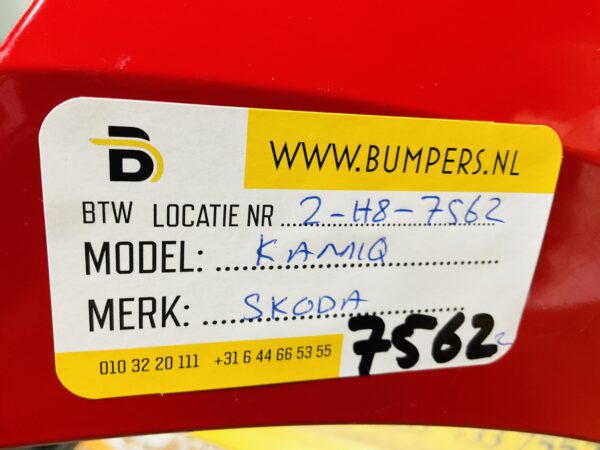 B
WWW.BUMPERS.NL
BTW LOCATIE NR 2-H8-7562
MODEL: KAMIQ
MERK: SKODA
010 32 20 111 +31 6 44 66 53 55
7562